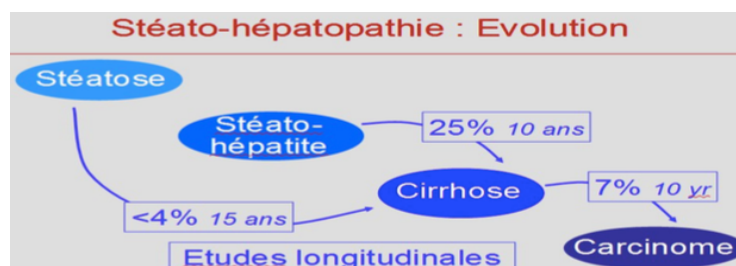 Stéato-hépatopathie : Evolution
Stéatose
Stéato-
hépatite
25% 10 ans
Cirrhose
7% 10 yr
<4% 15 ans
Etudes longitudinales
Carcinome